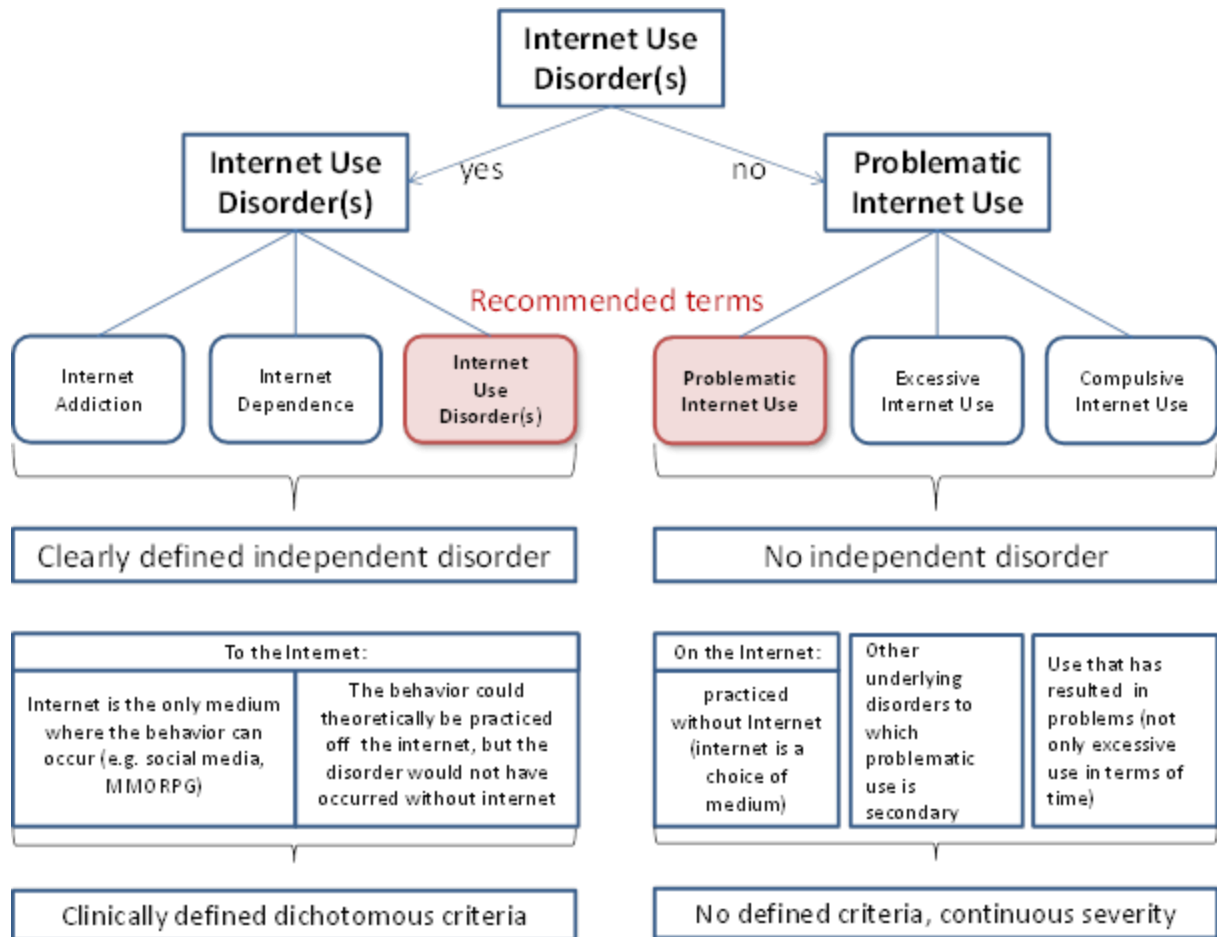 Internet Use
Disorder(s)
Internet Use
Disorder(s)
yes
no
Problematic
Internet Use
Recommended terms
Internet
Addiction
Internet
Dependence
Internet
Use
Disorder(s)
Problematic
Internet Use
Excessive
Internet Use
Compulsive
Internet Use
Clearly defined independent disorder
No independent disorder
To the Internet:
Internet is the only medium
where the behavior can
occur (e.g. social media,
MMORPG)
The behavior could
theoretically be practiced
off the internet, but the
disorder would not have
occurred without internet
On the Internet:
practiced
without Internet
(internet is a
choice of
medium)
Other
underlying
disorders to
which
problematic
use is
secondary
Use that has
resulted in
problems (not
only excessive
use in terms of
time)
Clinically defined dichotomous criteria
No defined criteria, continuous severity